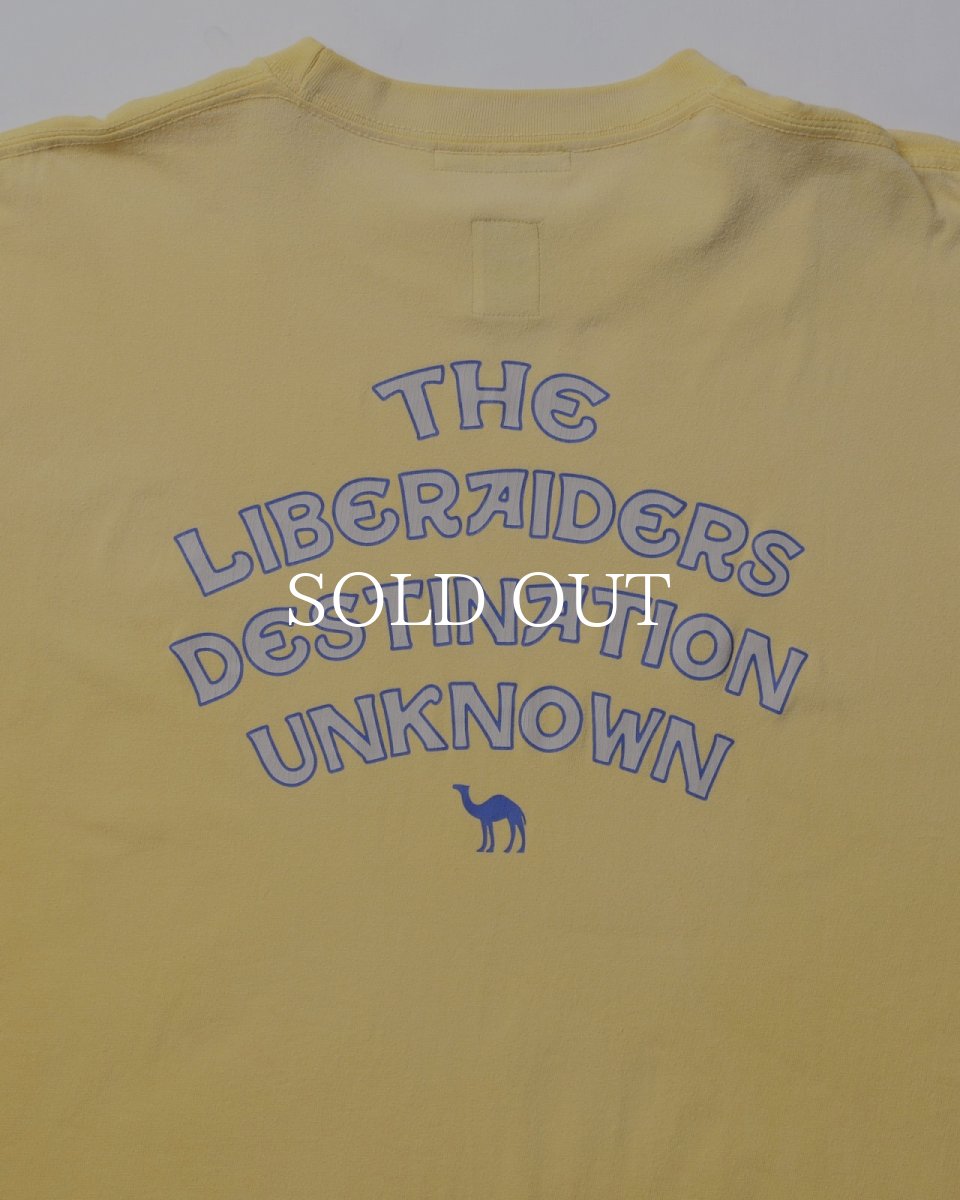 THE
LIBERAIDERS
SOLD OUT
DESTINATION
UNKNOWN